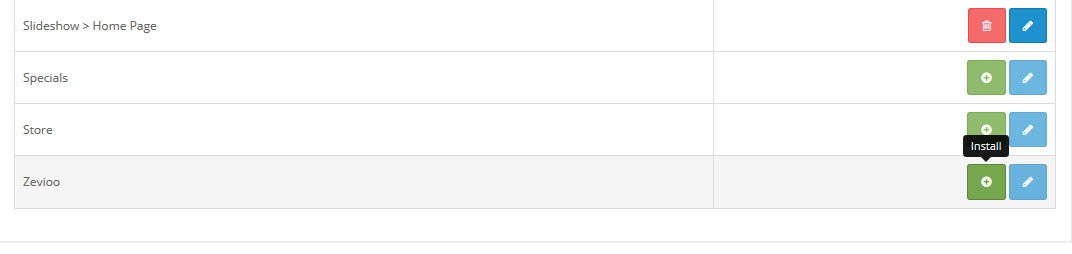 Slideshow > Home Page
Specials
Store
Install
Zevioo